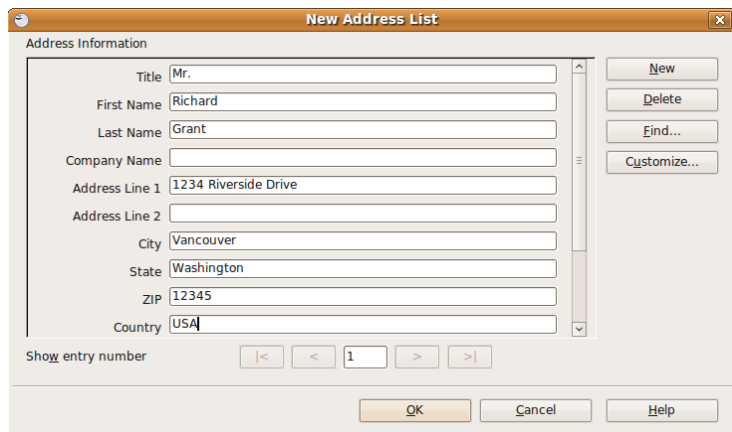 New Address List
Address Information
Title Mr.
New
First Name Richard
Delete
Last Name Grant
Find...
Company Name
Customize...
Address Line 1 1234 Riverside Drive
Address Line 2
City Vancouver
State Washington
ZIP 12345
Country USA
Show entry number |< < 1 > >|
OK Cancel Help